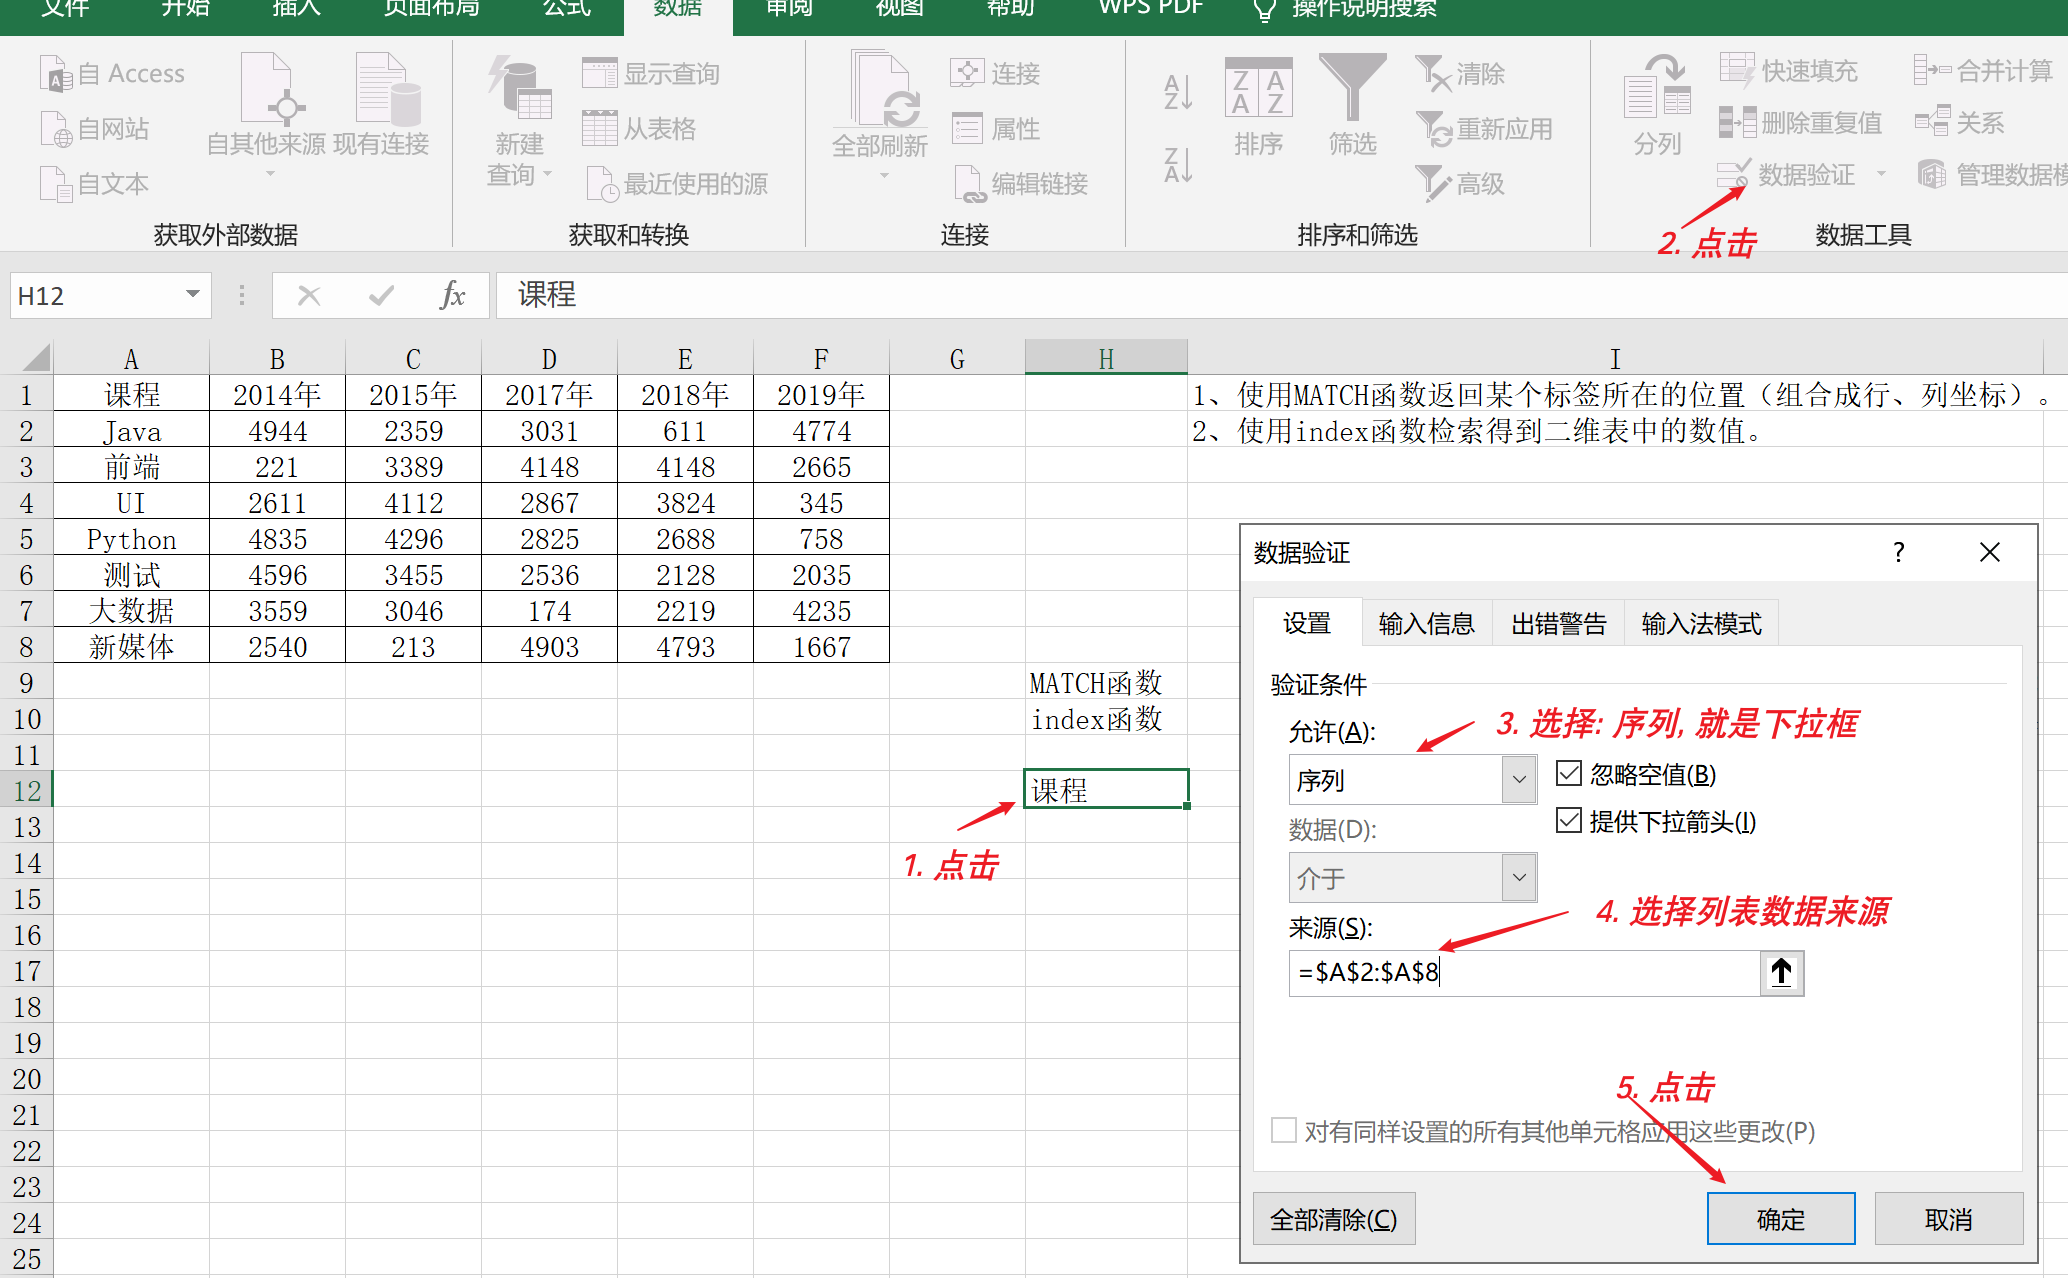 文件 开始 插入 页面布局 公式 数据 审阅 视图 帮助 WPS PDF 操作说明搜索
自 Access
自网站
自文本
自其他来源
现有连接
获取外部数据
新建
查询
显示查询
从表格
最近使用的源
获取和转换
全部刷新
连接
属性
编辑链接
连接
排序
筛选
清除
重新应用
高级
排序和筛选
分列
快速填充
删除重复值
数据验证
合并计算
关系
管理数据模
数据工具
2. 点击
H12 fx 课程
A B C D E F G H I
1 课程 2014年 2015年 2017年 2018年 2019年 1、使用MATCH函数返回某个标签所在的位置（组合成行、列坐标）。
2 Java 4944 2359 3031 611 4774 2、使用index函数检索得到二维表中的数值。
3 前端 221 3389 4148 4148 2665
4 UI 2611 4112 2867 3824 345
5 Python 4835 4296 2825 2688 758
6 测试 4596 3455 2536 2128 2035
7 大数据 3559 3046 174 2219 4235
8 新媒体 2540 213 4903 4793 1667
9 MATCH函数
10 index函数
11
12 课程
13
14
15
16
17
18
19
20
21
22
23
24
25
1. 点击
数据验证 ?
设置 输入信息 出错警告 输入法模式
验证条件
允许(A):
3. 选择: 序列, 就是下拉框
序列
忽略空值(B)
提供下拉箭头(I)
数据(D):
介于
来源(S):
4. 选择列表数据来源
=$A$2:$A$8
5. 点击
对有同样设置的所有其他单元格应用这些更改(P)
全部清除(C) 确定 取消